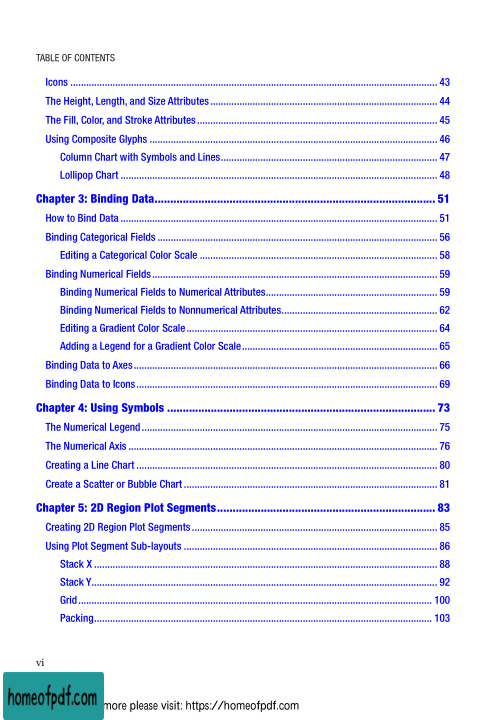 TABLE OF CONTENTS
Icons ........ 43
The Height, Length, and Size Attributes ........ 44
The Fill, Color, and Stroke Attributes ........ 45
Using Composite Glyphs ........ 46
Column Chart with Symbols and Lines ........ 47
Lollipop Chart ........ 48
Chapter 3: Binding Data ........ 51
How to Bind Data ........ 51
Binding Categorical Fields ........ 56
Editing a Categorical Color Scale ........ 58
Binding Numerical Fields ........ 59
Binding Numerical Fields to Numerical Attributes ........ 59
Binding Numerical Fields to Nonnumerical Attributes ........ 62
Editing a Gradient Color Scale ........ 64
Adding a Legend for a Gradient Color Scale ........ 65
Binding Data to Axes ........ 66
Binding Data to Icons ........ 69
Chapter 4: Using Symbols ........ 73
The Numerical Legend ........ 75
The Numerical Axis ........ 76
Creating a Line Chart ........ 80
Create a Scatter or Bubble Chart ........ 81
Chapter 5: 2D Region Plot Segments ........ 83
Creating 2D Region Plot Segments ........ 85
Using Plot Segment Sub-layouts ........ 86
Stack X ........ 88
Stack Y ........ 92
Grid ........ 100
Packing ........ 103
vi
homeofpdf.com
more please visit: https://homeofpdf.com